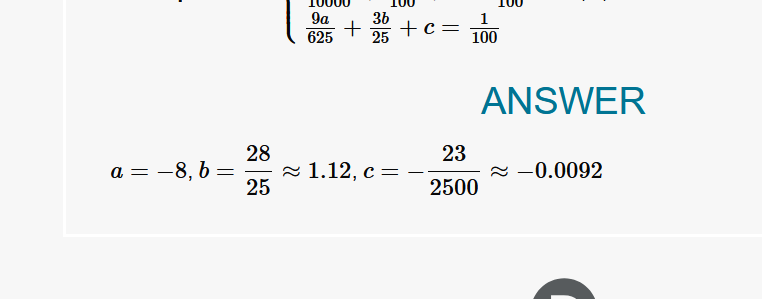 9a/625 + 3b/25 + c = 1/100
ANSWER
a = −8, b = 28/25 ≈ 1.12, c = −23/2500 ≈ −0.0092